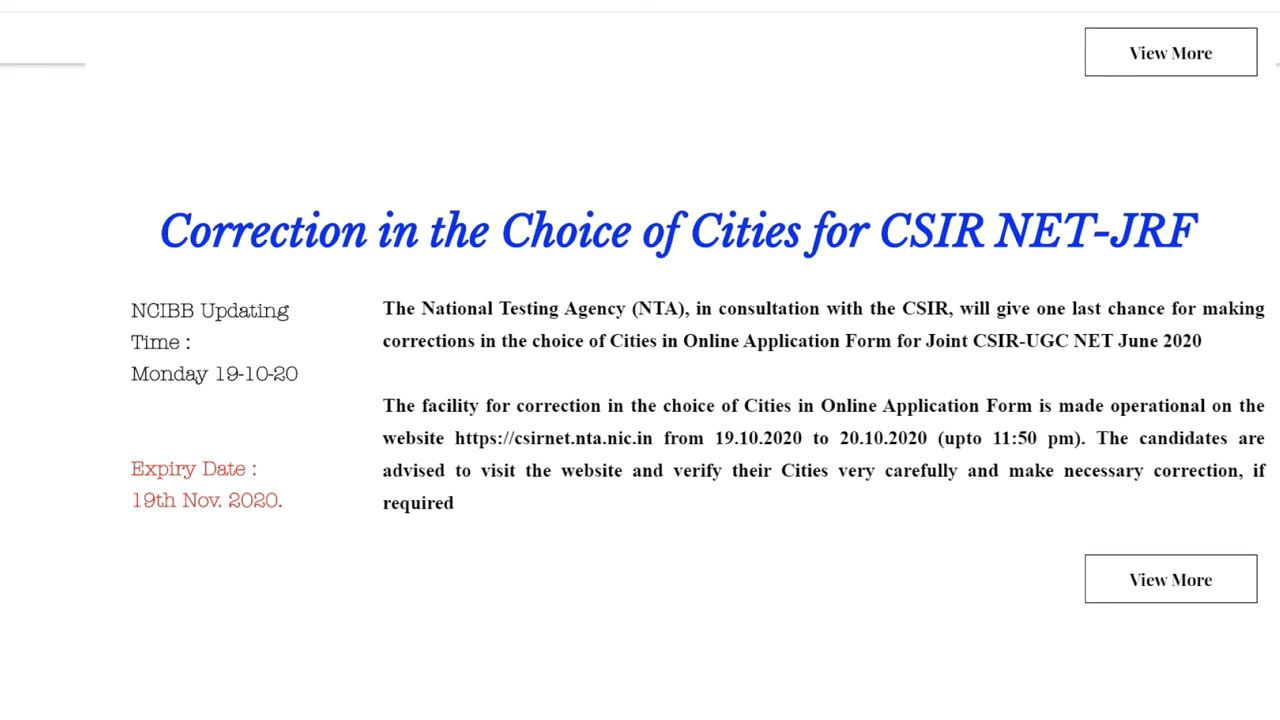 View More
Correction in the Choice of Cities for CSIR NET-JRF
NCIBB Updating
Time :
Monday 19-10-20
Expiry Date :
19th Nov. 2020.
The National Testing Agency (NTA), in consultation with the CSIR, will give one last chance for making
corrections in the choice of Cities in Online Application Form for Joint CSIR-UGC NET June 2020
The facility for correction in the choice of Cities in Online Application Form is made operational on the
website https://csirnet.nta.nic.in from 19.10.2020 to 20.10.2020 (upto 11:50 pm). The candidates are
advised to visit the website and verify their Cities very carefully and make necessary correction, if
required
View More